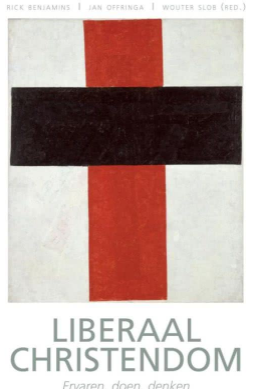 RICK BENJAMINS | JAN OFFRINGA | WOUTER SLOB (RED.)
LIBERAAL
CHRISTENDOM
Ervaren, doen, denken